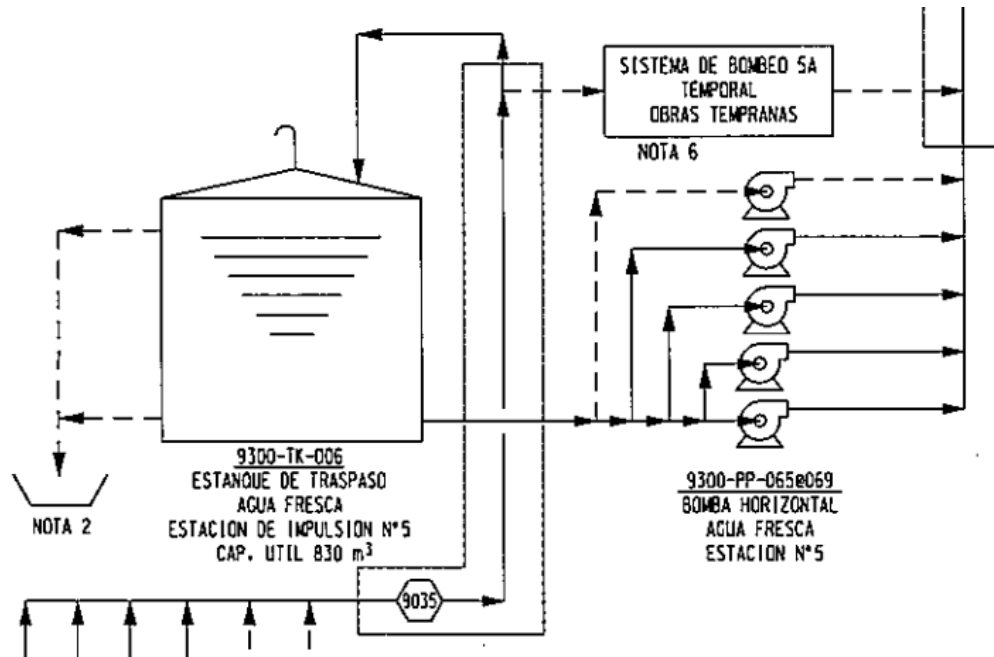 SISTEMA DE BOMBEO 5A
TEMPORAL
OBRAS TEMPRANAS
NOTA 6
9300-TK-006
ESTANQUE DE TRASPASO
AGUA FRESCA
ESTACION DE IMPULSION N°5
CAP. UTIL 830 m³
NOTA 2
9300-PP-065@069
BOMBA HORIZONTAL
AGUA FRESCA
ESTACION N°5
9035